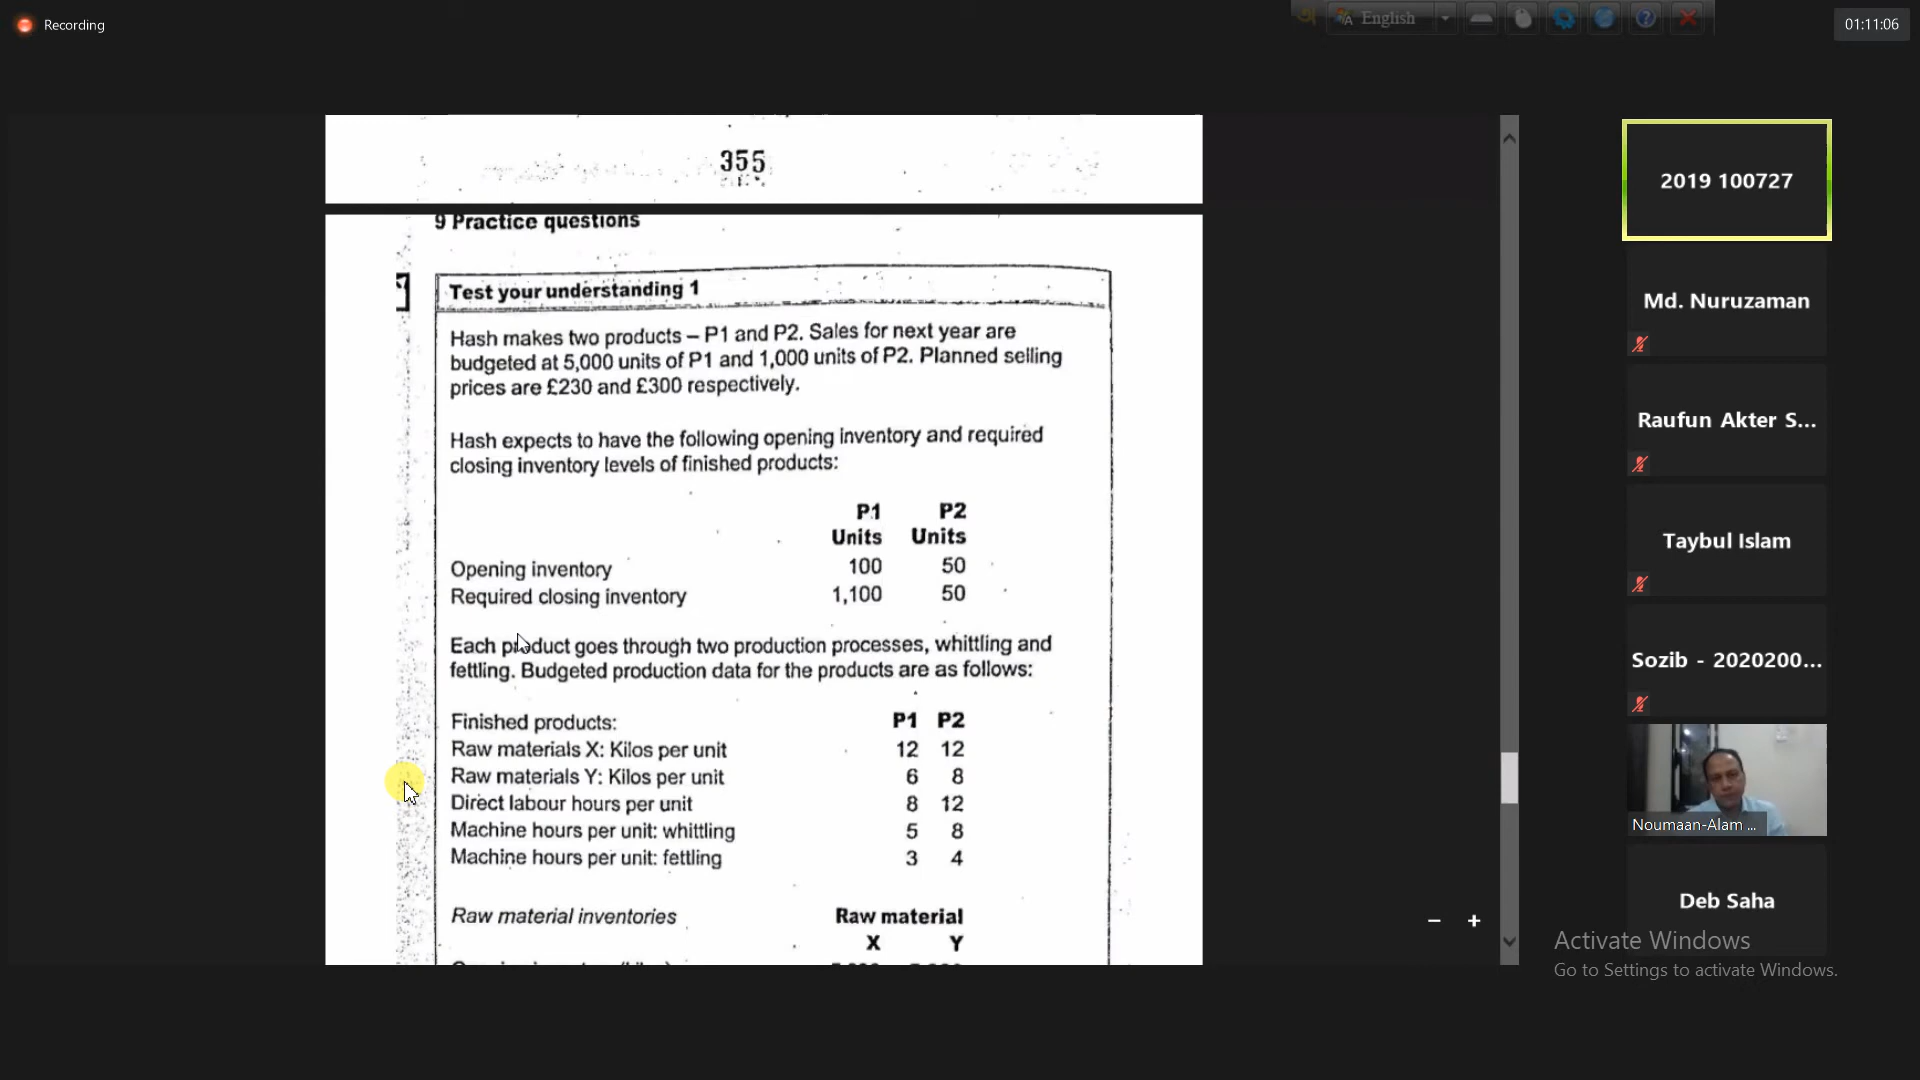 Recording
English
01:11:06
355
9 Practice questions
Test your understanding 1
Hash makes two products – P1 and P2. Sales for next year are
budgeted at 5,000 units of P1 and 1,000 units of P2. Planned selling
prices are £230 and £300 respectively.
Hash expects to have the following opening inventory and required
closing inventory levels of finished products:
P1 P2
Units Units
Opening inventory 100 50
Required closing inventory 1,100 50
Each product goes through two production processes, whittling and
fettling. Budgeted production data for the products are as follows:
Finished products: P1 P2
Raw materials X: Kilos per unit 12 12
Raw materials Y: Kilos per unit 6 8
Direct labour hours per unit 8 12
Machine hours per unit: whittling 5 8
Machine hours per unit: fettling 3 4
Raw material inventories Raw material
X Y
2019 100727
Md. Nuruzaman
Raufun Akter S...
Taybul Islam
Sozib - 2020200...
Noumaan-Alam ...
Deb Saha
Activate Windows
Go to Settings to activate Windows.